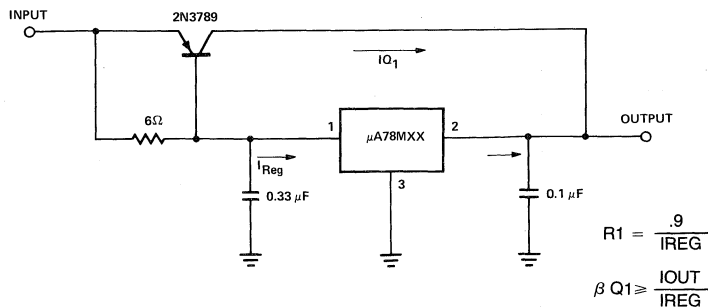 INPUT
2N3789
IQ1
6Ω
1
μA78MXX
2
OUTPUT
IReg
3
0.33 μF
0.1 μF
R1 = .9 / IREG
β Q1 ≥ IOUT / IREG